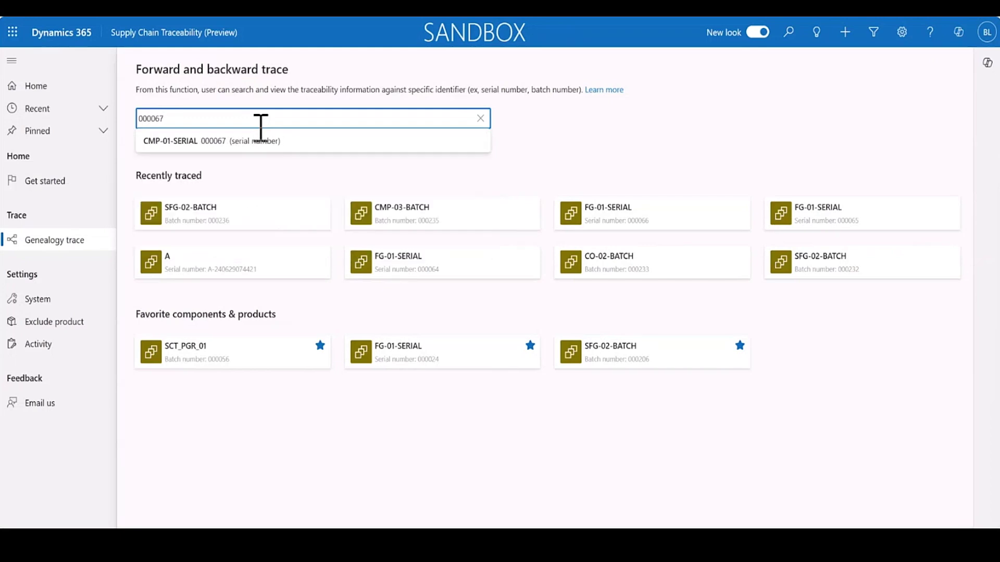 Dynamics 365
Supply Chain Traceability (Preview)
SANDBOX
New look
BL
Home
Recent
Pinned
Home
Get started
Trace
Genealogy trace
Settings
System
Exclude product
Activity
Feedback
Email us
Forward and backward trace
From this function, user can search and view the traceability information against specific identifier (ex, serial number, batch number). Learn more
000067
CMP-01-SERIAL 000067 (serial number)
Recently traced
SFG-02-BATCH
Batch number: 000236
CMP-03-BATCH
Batch number: 000235
FG-01-SERIAL
Serial number: 000066
FG-01-SERIAL
Serial number: 000065
A
Serial number: A-240629074421
FG-01-SERIAL
Serial number: 000064
CO-02-BATCH
Batch number: 000233
SFG-02-BATCH
Batch number: 000232
Favorite components & products
SCT_PGR_01
Batch number: 000056
FG-01-SERIAL
Serial number: 000024
SFG-02-BATCH
Batch number: 000206